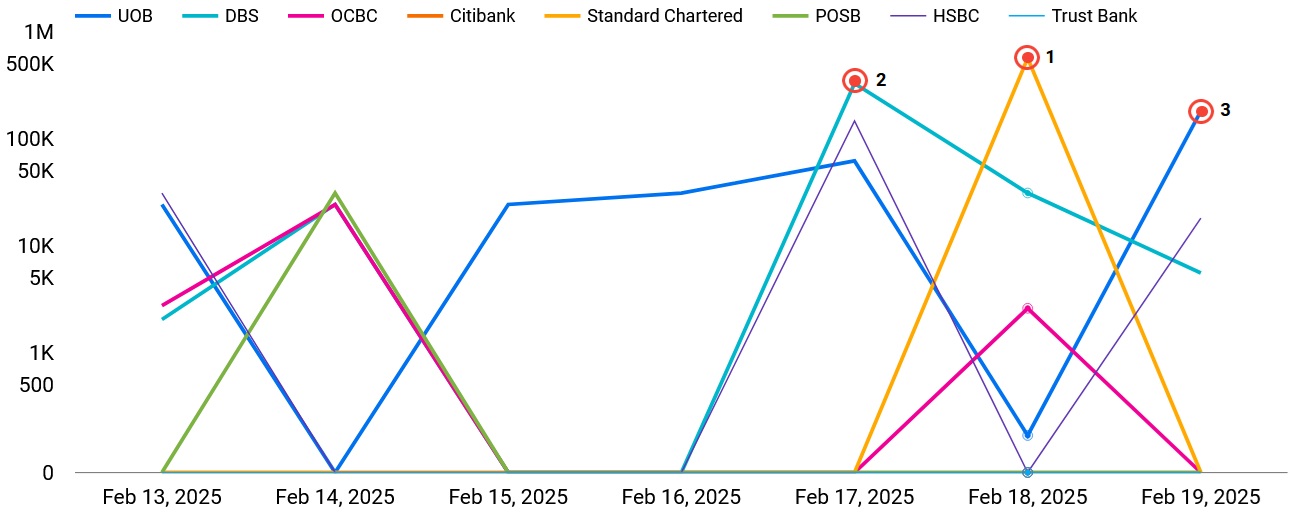 UOB DBS OCBC Citibank Standard Chartered POSB HSBC Trust Bank
1M
500K
100K
50K
10K
5K
1K
500
0
2
1
3
Feb 13, 2025 Feb 14, 2025 Feb 15, 2025 Feb 16, 2025 Feb 17, 2025 Feb 18, 2025 Feb 19, 2025